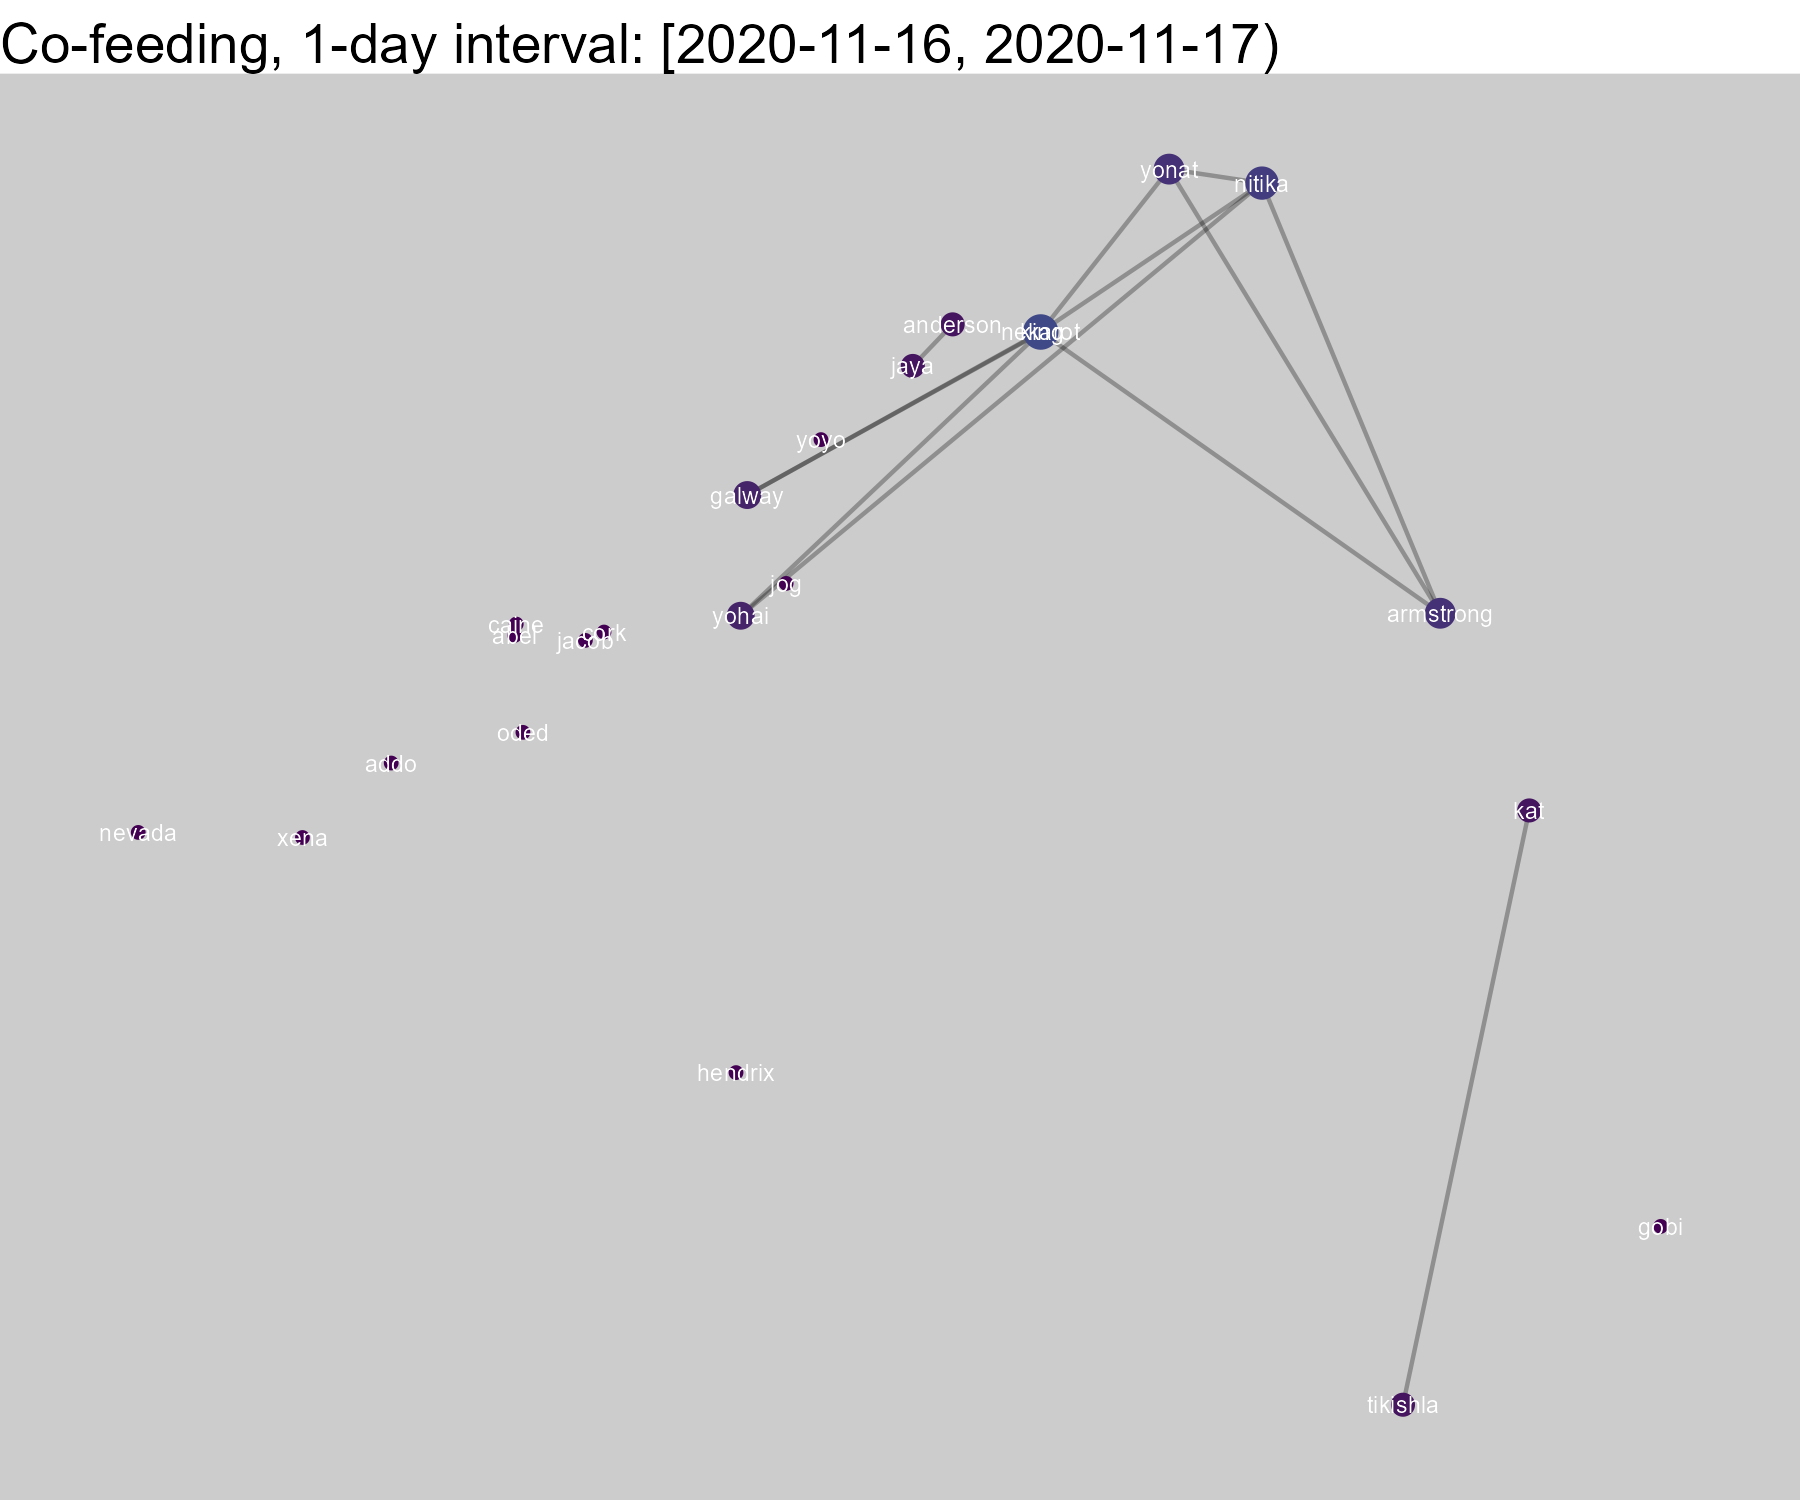 Co-feeding, 1-day interval: [2020-11-16, 2020-11-17)
yonat
nitika
anderson
jaya
yoyo
galway
jog
yohai
armstrong
caine
abel
cork
jacob
oded
addo
kat
nevada
xena
hendrix
gobi
tikishla